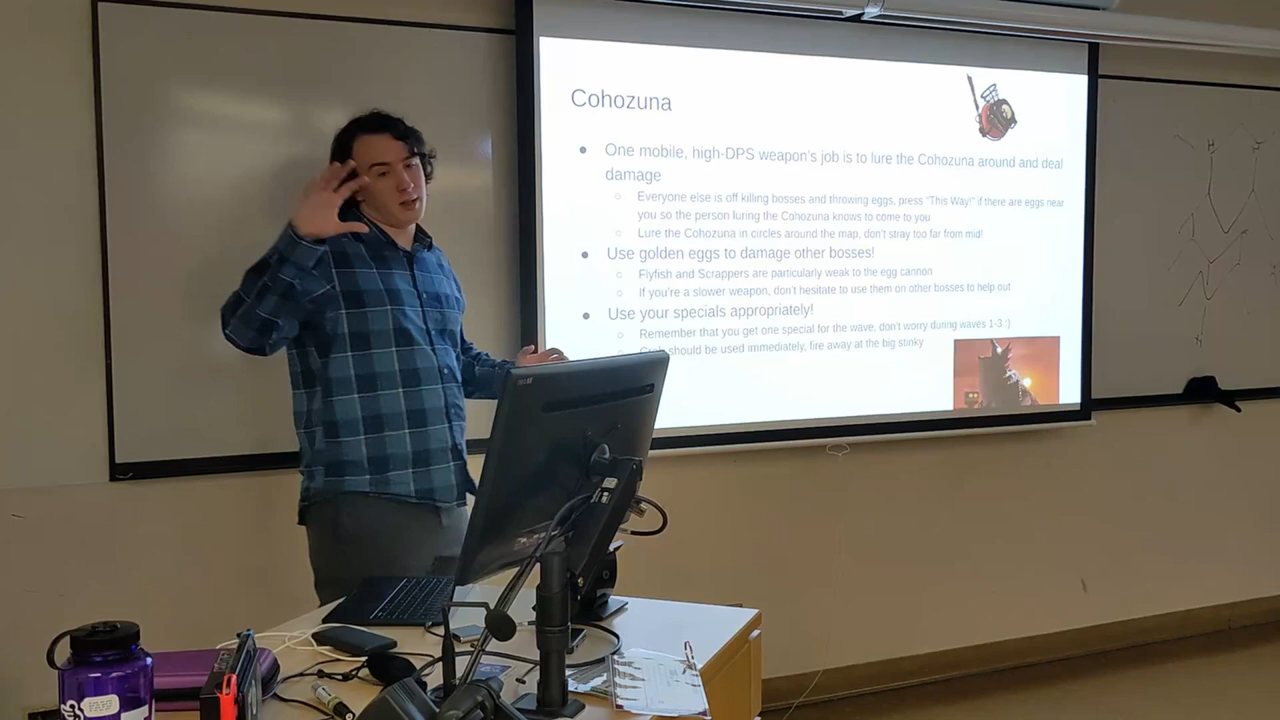 Cohozuna
One mobile, high-DPS weapon's job is to lure the Cohozuna around and deal
damage
Everyone else is off killing bosses and throwing eggs, press "This Way!" if there are eggs near
you so the person luring the Cohozuna knows to come to you
Lure the Cohozuna in circles around the map, don't stray too far from mid!
Use golden eggs to damage other bosses!
Flyfish and Scrappers are particularly weak to the egg cannon
If you're a slower weapon, don't hesitate to use them on other bosses to help out
Use your specials appropriately!
Remember that you get one special for the wave, don't worry during waves 1-3 :)
should be used immediately, fire away at the big stinky